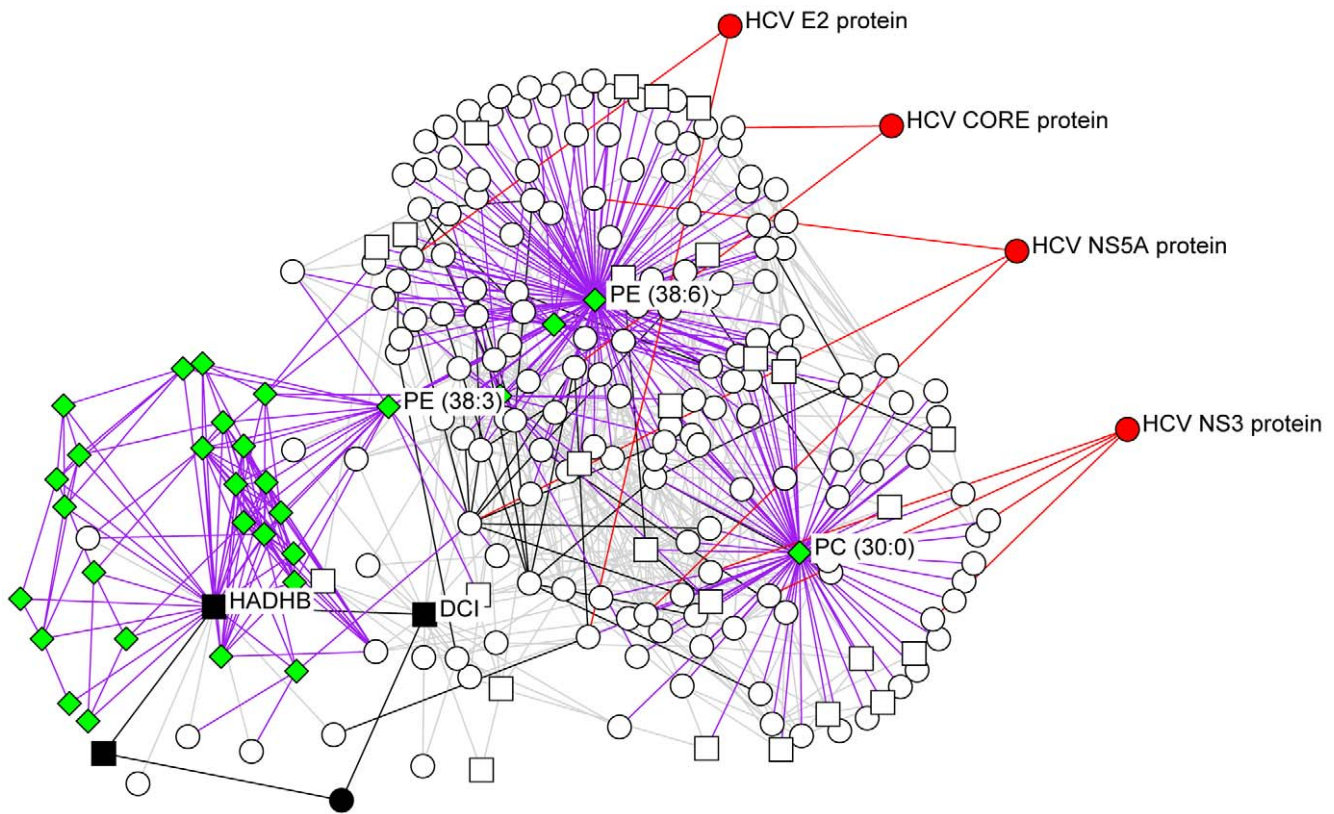 HCV E2 protein
HCV CORE protein
HCV NS5A protein
PE (38:6)
PE (38:3)
HCV NS3 protein
PC (30:0)
HADHB
DCI